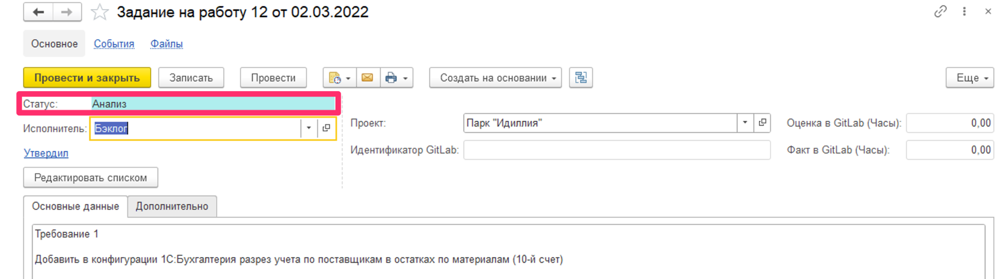 Задание на работу 12 от 02.03.2022
Основное События Файлы
Провести и закрыть Записать Провести Создать на основании Еще
Статус: Анализ
Исполнитель: Бэклог
Проект: Парк "Идиллия" Оценка в GitLab (Часы): 0,00
Утвердил
Идентификатор GitLab: Факт в GitLab (Часы): 0,00
Редактировать списком
Основные данные Дополнительно
Требование 1
Добавить в конфигурации 1С:Бухгалтерия разрез учета по поставщикам в остатках по материалам (10-й счет)